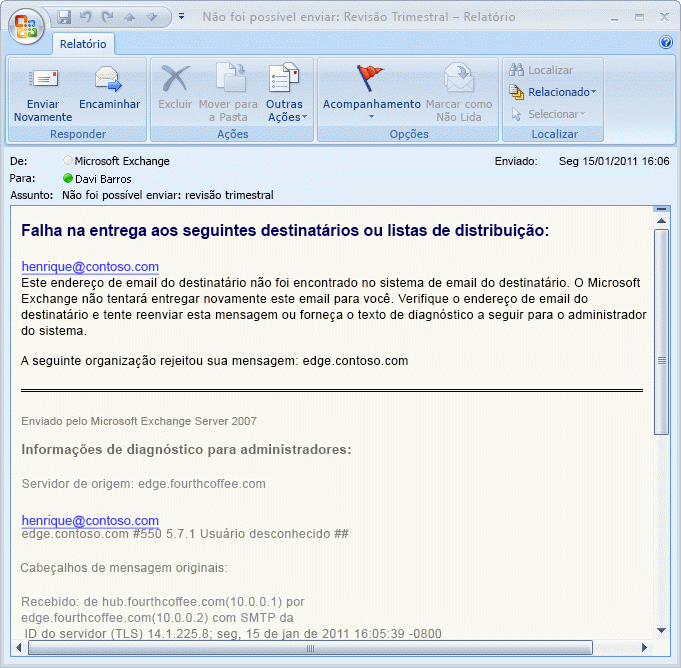 Não foi possível enviar: Revisão Trimestral – Relatório
Relatório
Enviar Novamente
Encaminhar
Responder
Excluir
Mover para a Pasta
Outras Ações
Ações
Acompanhamento
Marcar como Não Lida
Opções
Localizar
Relacionado
Selecionar
Localizar
De: Microsoft Exchange Enviado: Seg 15/01/2011 16:06
Para: Davi Barros
Assunto: Não foi possível enviar: revisão trimestral
Falha na entrega aos seguintes destinatários ou listas de distribuição:
henrique@contoso.com
Este endereço de email do destinatário não foi encontrado no sistema de email do destinatário. O Microsoft
Exchange não tentará entregar novamente este email para você. Verifique o endereço de email do
destinatário e tente reenviar esta mensagem ou forneça o texto de diagnóstico a seguir para o administrador
do sistema.
A seguinte organização rejeitou sua mensagem: edge.contoso.com
Enviado pelo Microsoft Exchange Server 2007
Informações de diagnóstico para administradores:
Servidor de origem: edge.fourthcoffee.com
henrique@contoso.com
edge.contoso.com #550 5.7.1 Usuário desconhecido ##
Cabeçalhos de mensagem originais:
Recebido: de hub.fourthcoffee.com(10.0.0.1) por
edge.fourthcoffee.com(10.0.0.2) com SMTP da
ID do servidor (TLS) 14.1.225.8; seg, 15 de jan de 2011 16:05:39 -0800